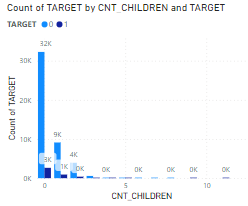 Count of TARGET by CNT_CHILDREN and TARGET
TARGET 0 1
32K
30K
20K
10K
0K
9K
3K
1K
4K
0K
0K
0K
0K
0K
0K
0 5 10
Count of TARGET
CNT_CHILDREN